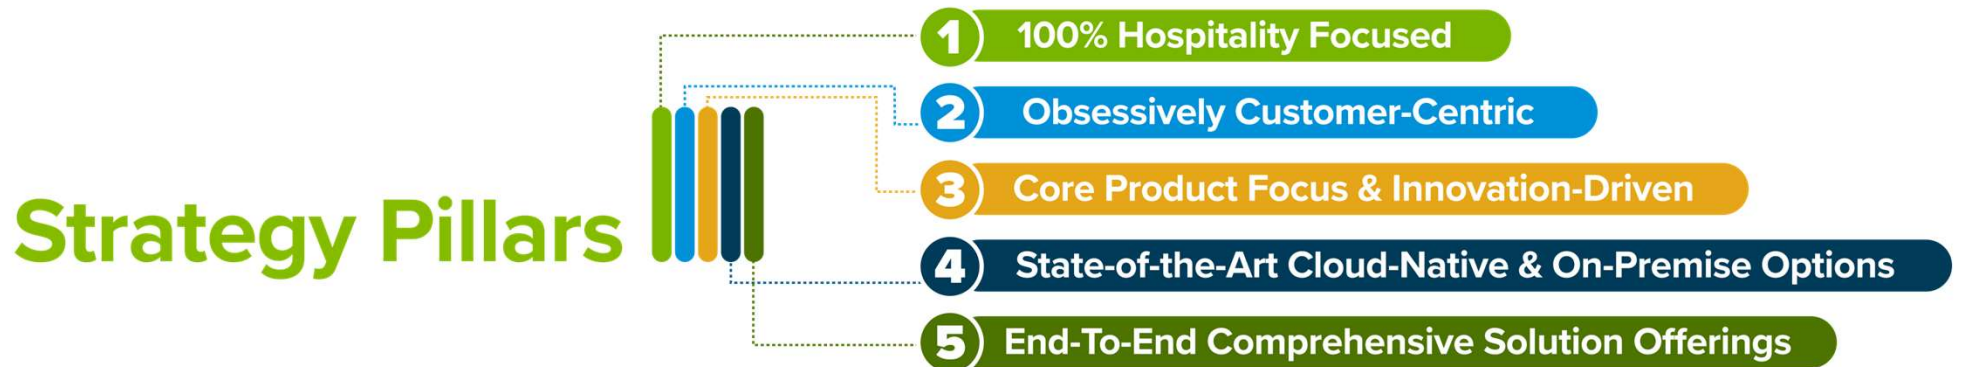 Strategy Pillars
1 100% Hospitality Focused
2 Obsessively Customer-Centric
3 Core Product Focus & Innovation-Driven
4 State-of-the-Art Cloud-Native & On-Premise Options
5 End-To-End Comprehensive Solution Offerings